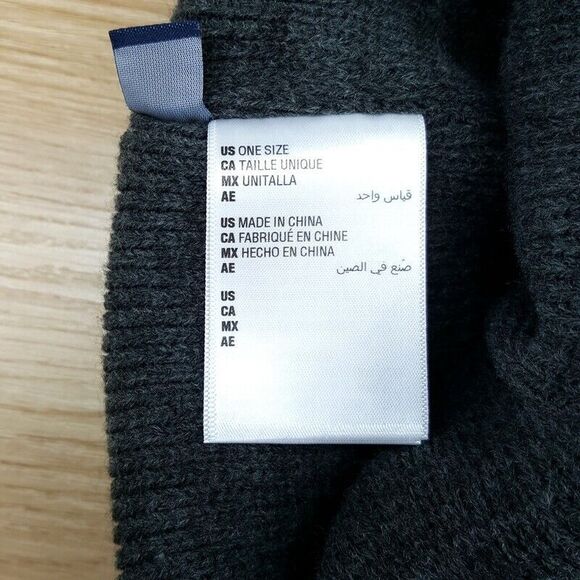 US ONE SIZE
CA TAILLE UNIQUE
MX UNITALLA
AE قياس واحد
US MADE IN CHINA
CA FABRIQUÉ EN CHINE
MX HECHO EN CHINA
AE صُنع في الصين
US
CA
MX
AE